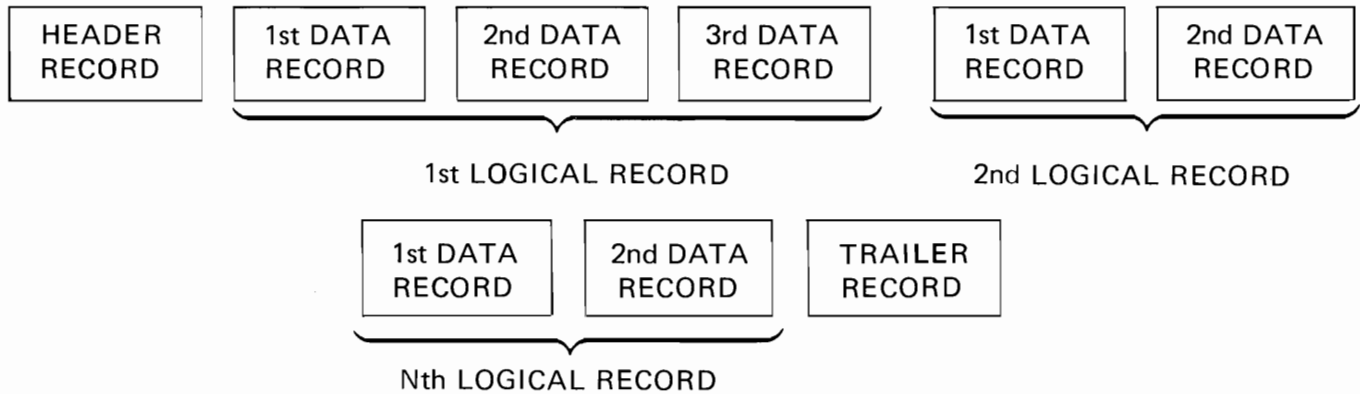 HEADER RECORD
1st DATA RECORD
2nd DATA RECORD
3rd DATA RECORD
1st DATA RECORD
2nd DATA RECORD
1st LOGICAL RECORD
2nd LOGICAL RECORD
1st DATA RECORD
2nd DATA RECORD
TRAILER RECORD
Nth LOGICAL RECORD